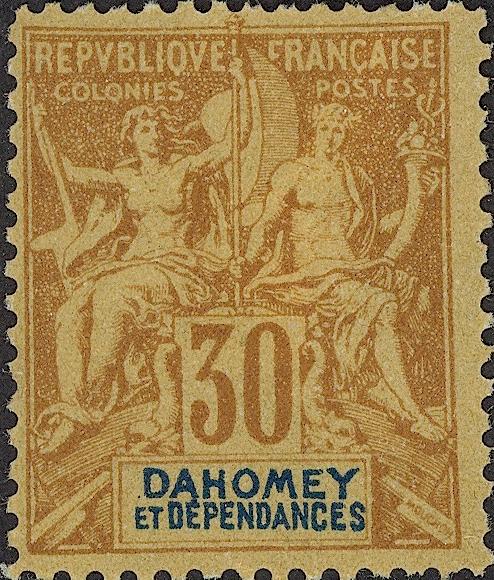 REPVBLIQVE FRANÇAISE
COLONIES POSTES
30
DAHOMEY
ET DÉPENDANCES